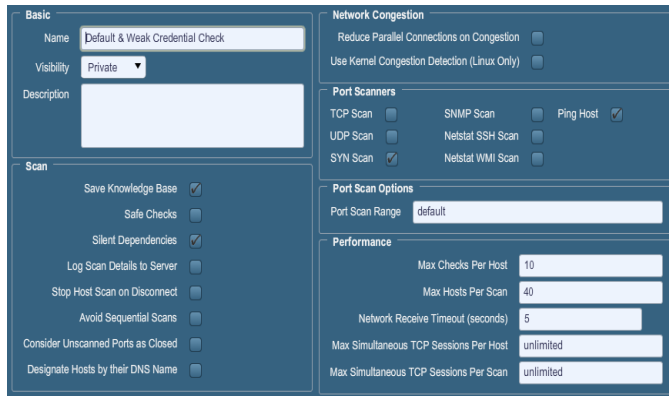 Basic
Name Default & Weak Credential Check
Visibility Private
Description
Scan
Save Knowledge Base
Safe Checks
Silent Dependencies
Log Scan Details to Server
Stop Host Scan on Disconnect
Avoid Sequential Scans
Consider Unscanned Ports as Closed
Designate Hosts by their DNS Name
Network Congestion
Reduce Parallel Connections on Congestion
Use Kernel Congestion Detection (Linux Only)
Port Scanners
TCP Scan SNMP Scan Ping Host
UDP Scan Netstat SSH Scan
SYN Scan Netstat WMI Scan
Port Scan Options
Port Scan Range default
Performance
Max Checks Per Host 10
Max Hosts Per Scan 40
Network Receive Timeout (seconds) 5
Max Simultaneous TCP Sessions Per Host unlimited
Max Simultaneous TCP Sessions Per Scan unlimited